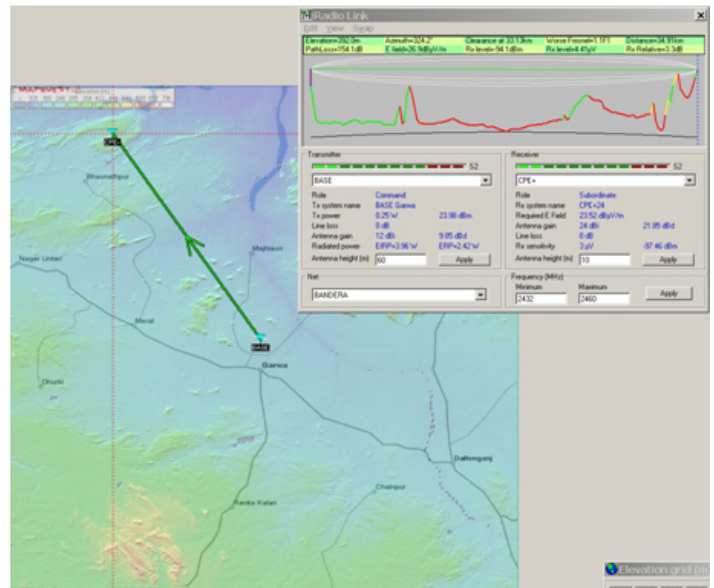 Radio Link
Edit View Swap
Elevation=392.0m Azimuth=324.2° Clearance at 33.13km Worse Fresnel=1.1F1 Distance=34.91km
PathLoss=154.1dB E field=26.9dBµV/m Rx level=-94.1dBm Rx level=4.41µV Rx Relative=3.3dB
Transmitter
S2
BASE
Role Command
Tx system name BASE Garwa
Tx power 0.25 W 23.98 dBm
Line loss 0 dB
Antenna gain 12 dBi 9.85 dBd
Radiated power EIRP=3.96 W ERP=2.42 W
Antenna height (m) 60 Apply
Net
BANDERA
Receiver
S2
CPE+
Role Subordinate
Rx system name CPE+24
Required E Field 23.52 dBµV/m
Antenna gain 24 dBi 21.85 dBd
Line loss 0 dB
Rx sensitivity 3 µV -97.46 dBm
Antenna height (m) 10 Apply
Frequency (MHz)
Minimum Maximum
2432 2460 Apply
CPE+
Bhavnathpur
Nagar Untari
Majhiaon
Meral
BASE
Garwa
Dhurki
Daltenganj
Chainpur
Ranka Kalan
Elevation grid (m